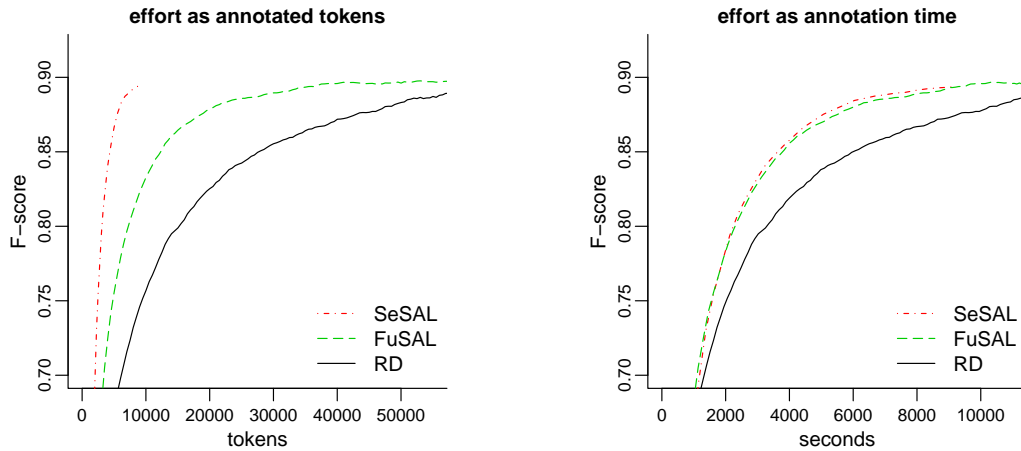 effort as annotated tokens
F−score
0.90
0.85
0.80
0.75
0.70
SeSAL
FuSAL
RD
0 10000 20000 30000 40000 50000
tokens
effort as annotation time
F−score
0.90
0.85
0.80
0.75
0.70
SeSAL
FuSAL
RD
0 2000 4000 6000 8000 10000
seconds